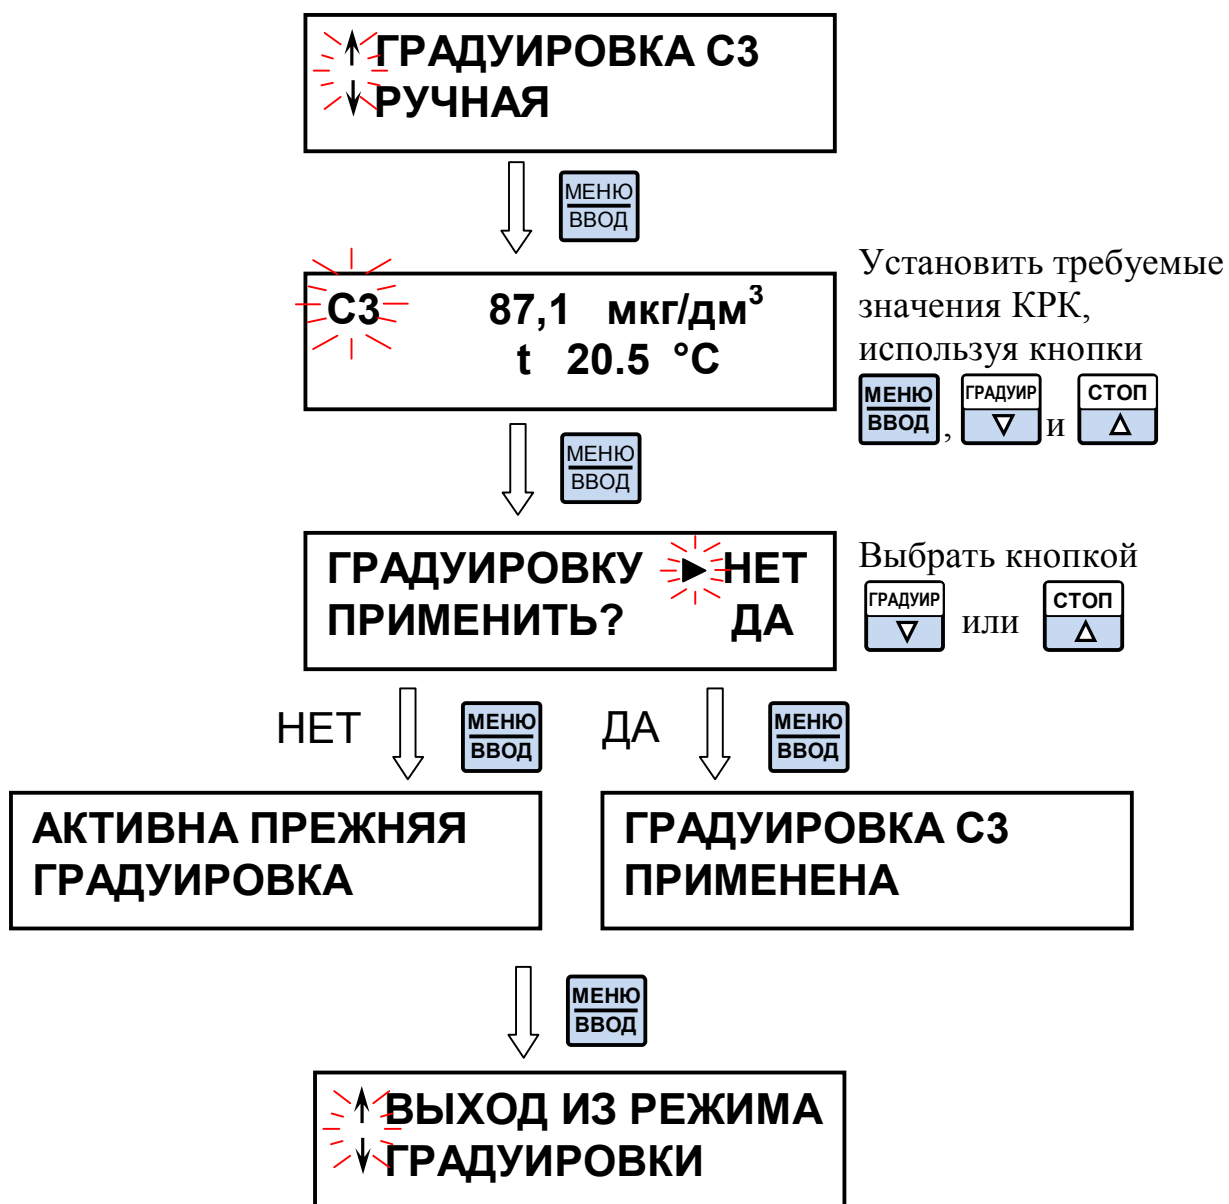 ГРАДУИРОВКА С3
РУЧНАЯ
МЕНЮ
ВВОД
С3 87,1 мкг/дм³
t 20.5 °С
Установить требуемые
значения КРК,
используя кнопки
МЕНЮ
ВВОД
,
ГРАДУИР
и
СТОП
МЕНЮ
ВВОД
ГРАДУИРОВКУ НЕТ
ПРИМЕНИТЬ? ДА
Выбрать кнопкой
ГРАДУИР
или
СТОП
НЕТ
МЕНЮ
ВВОД
ДА
МЕНЮ
ВВОД
АКТИВНА ПРЕЖНЯЯ
ГРАДУИРОВКА
ГРАДУИРОВКА С3
ПРИМЕНЕНА
МЕНЮ
ВВОД
ВЫХОД ИЗ РЕЖИМА
ГРАДУИРОВКИ